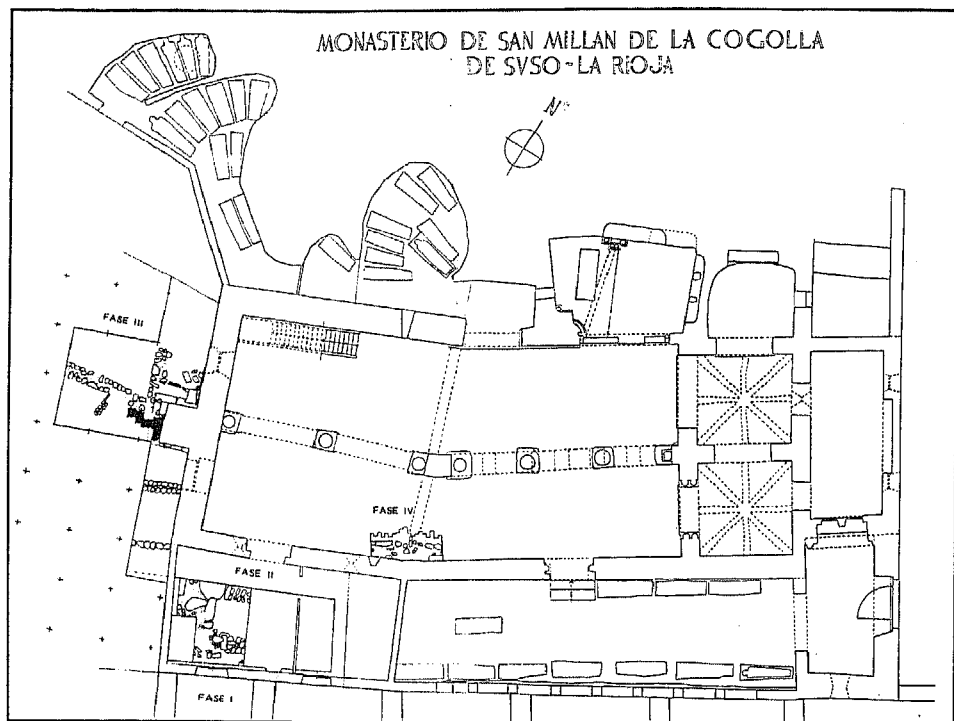 MONASTERIO DE SAN MILLAN DE LA COGOLLA
DE SVSO-LA RIOJA
N
FASE III
FASE IV
FASE II
FASE I